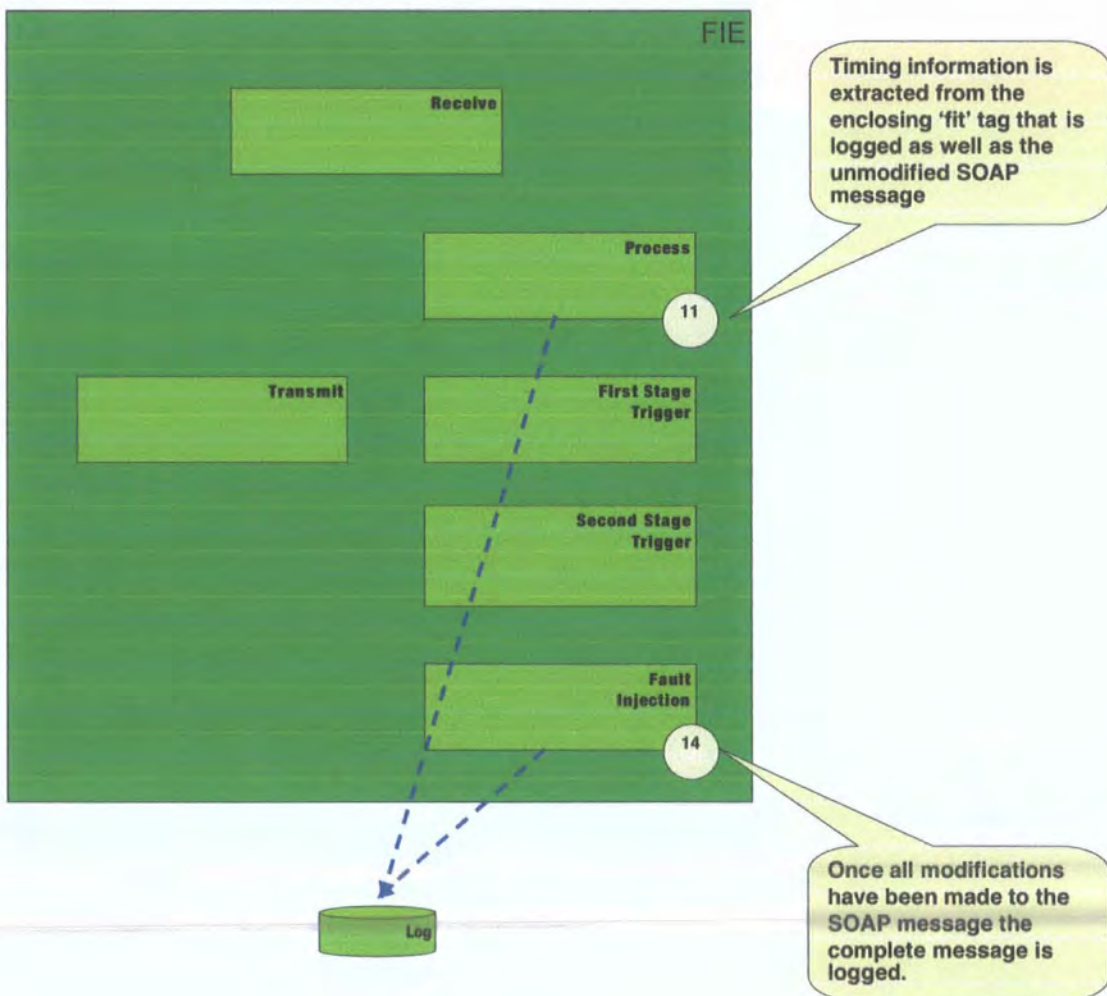 FIE
Timing information is
extracted from the
enclosing 'fit' tag that is
logged as well as the
unmodified SOAP
message
Receive
Process
11
Transmit
First Stage
Trigger
Second Stage
Trigger
Fault
Injection
14
Once all modifications
have been made to the
SOAP message the
complete message is
logged.
Log